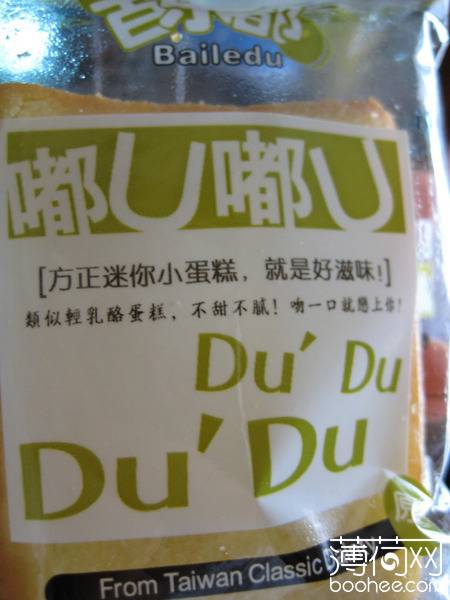 Bailedu
嘟U嘟U
[方正迷你小蛋糕，就是好滋味!]
類似輕乳酪蛋糕，不甜不膩！吻一口就戀上你！
Du' Du
Du' Du
From Taiwan Classic
薄荷网
boohee.com